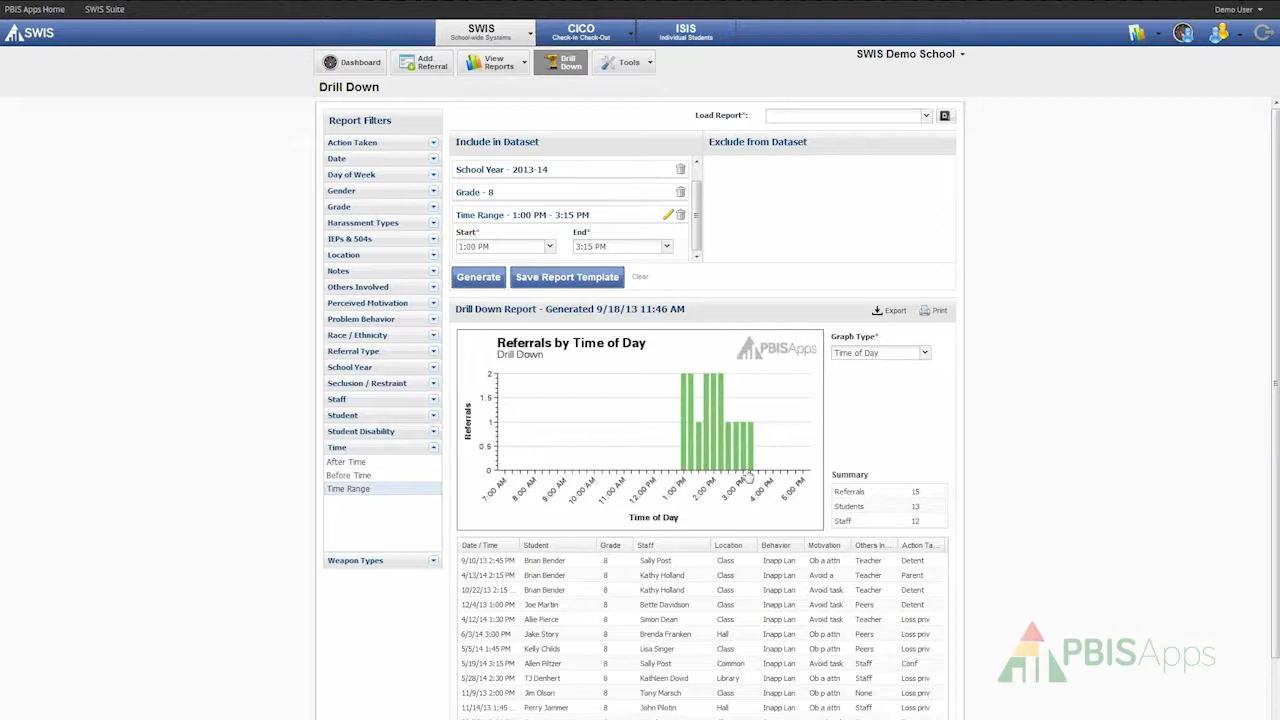 PBIS Apps Home SWIS Suite Demo User
SWIS
SWIS
School-wide Systems
CICO
Check-in Check-Out
ISIS
Individual Students
Dashboard
Add Referral
View Reports
Drill Down
Tools
SWIS Demo School
Drill Down
Report Filters
Action Taken
Date
Day of Week
Gender
Grade
Harassment Types
IEPs & 504s
Location
Notes
Others Involved
Perceived Motivation
Problem Behavior
Race / Ethnicity
Referral Type
School Year
Seclusion / Restraint
Staff
Student
Student Disability
Time
After Time
Before Time
Time Range
Weapon Types
Load Report*:
Include in Dataset
Exclude from Dataset
School Year - 2013-14
Grade - 8
Time Range - 1:00 PM - 3:15 PM
Start* End*
1:00 PM 3:15 PM
Generate Save Report Template Clear
Drill Down Report - Generated 9/18/13 11:46 AM
Export Print
Referrals by Time of Day
Drill Down
PBISApps
Graph Type*
Time of Day
2
1.5
1
0.5
0
Referrals
7:00 AM 8:00 AM 9:00 AM 10:00 AM 11:00 AM 12:00 PM 1:00 PM 2:00 PM 3:00 PM 4:00 PM 5:00 PM
Time of Day
Summary
Referrals 15
Students 13
Staff 12
Date / Time Student Grade Staff Location Behavior Motivation Others In... Action Ta...
9/10/13 2:45 PM Brian Bender 8 Sally Post Class Inapp Lan Ob a attn Teacher Detent
4/13/14 2:15 PM Brian Bender 8 Kathy Holland Class Inapp Lan Avoid a Teacher Parent
10/22/13 2:15 ... Brian Bender 8 Kathy Holland Class Inapp Lan Avoid task Teacher Detent
12/4/13 1:00 PM Joe Martin 8 Bette Davidson Class Inapp Lan Avoid task Peers Detent
4/12/14 1:30 PM Allie Pierce 8 Simon Dean Class Inapp Lan Avoid task Teacher Loss priv
6/3/14 3:00 PM Jake Story 8 Brenda Franken Hall Inapp Lan Ob p attn Peers Loss priv
5/5/14 1:45 PM Kelly Childs 8 Lisa Singer Class Inapp Lan Ob p attn Peers Loss priv
5/19/14 3:15 PM Allen Piltzer 8 Sally Post Common Inapp Lan Avoid task Staff Conf
5/28/14 2:30 PM TJ Denhert 8 Kathleen Dowd Library Inapp Lan Ob a attn Staff Loss priv
11/9/13 2:00 PM Jim Olson 8 Tony Marsch Class Inapp Lan Ob p attn None Loss priv
11/14/13 1:45 ... Perry Jammer 8 John Pilotin Hall Inapp Lan Ob a attn Staff Loss priv
PBISApps